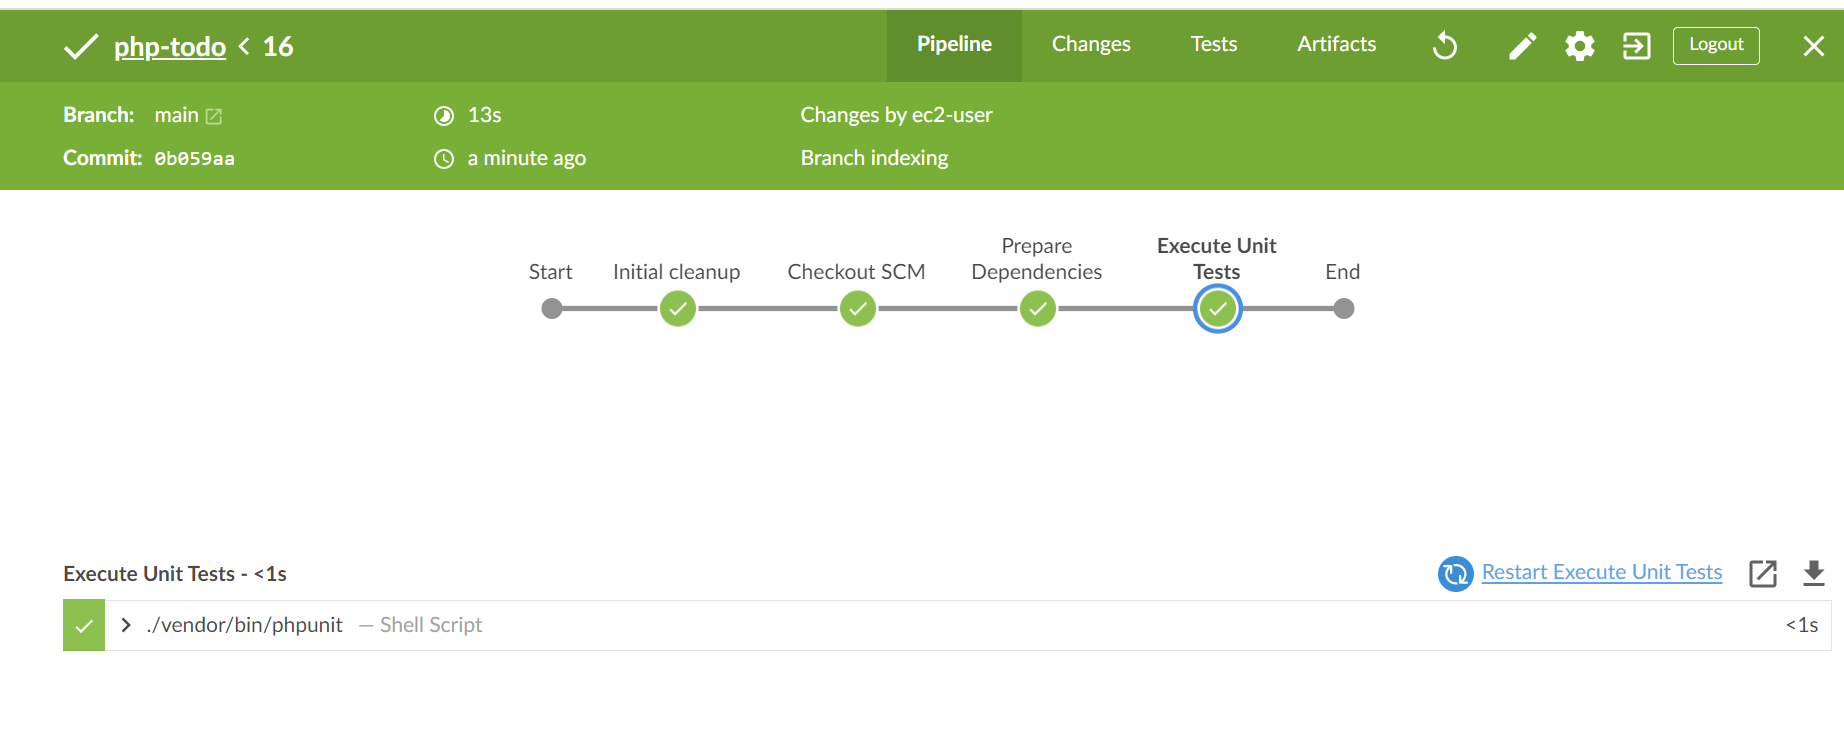 php-todo < 16
Pipeline Changes Tests Artifacts Logout
Branch: main 13s Changes by ec2-user
Commit: 0b059aa a minute ago Branch indexing
Start Initial cleanup Checkout SCM Prepare Dependencies Execute Unit Tests End
Execute Unit Tests - <1s Restart Execute Unit Tests
./vendor/bin/phpunit — Shell Script <1s